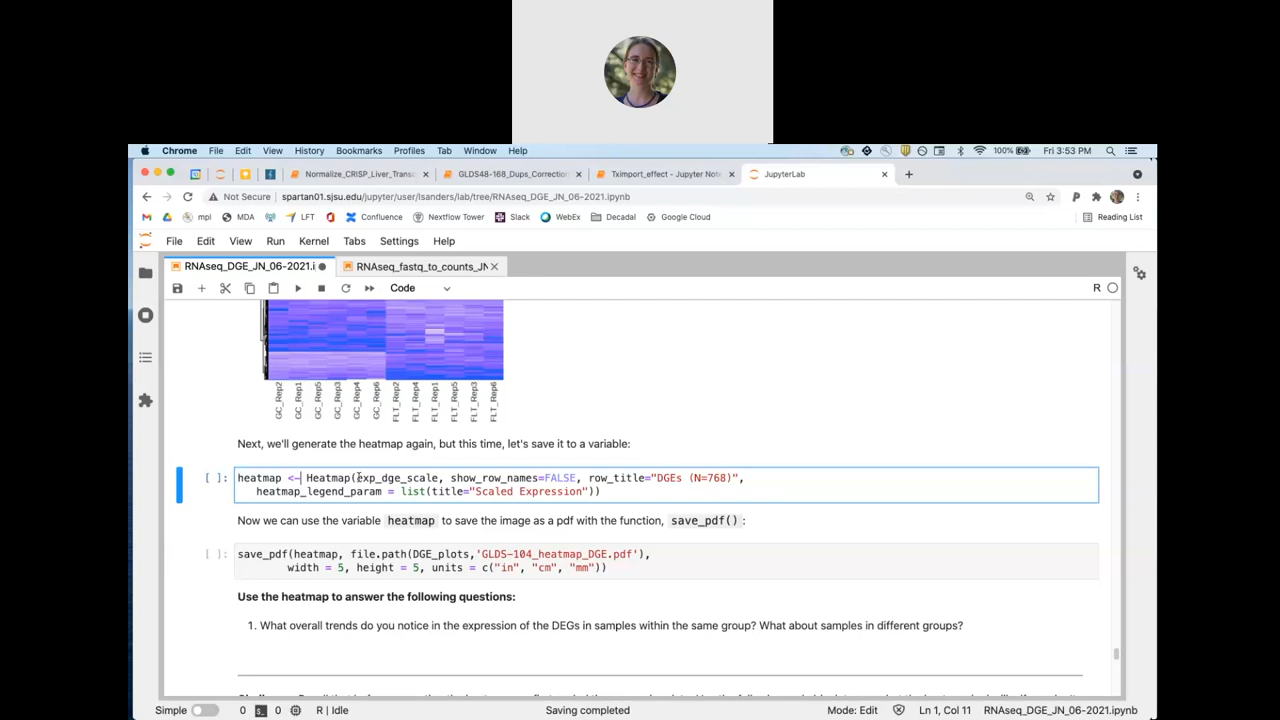 Chrome File Edit View History Bookmarks Profiles Tab Window Help 100% Fri 3:53 PM
Normalize_CRISP_Liver_Transc × GLDS48-168_Dups_Correction × Tximport_effect - Jupyter Note × JupyterLab × +
Not Secure | spartan01.sjsu.edu/jupyter/user/lsanders/lab/tree/RNAseq_DGE_JN_06-2021.ipynb
mpl MDA LFT Confluence Nextflow Tower Slack WebEx Decadal Google Cloud Reading List
File Edit View Run Kernel Tabs Settings Help
RNAseq_DGE_JN_06-2021.i RNAseq_fastq_to_counts_JN ×
Code R
GC_Rep2 GC_Rep1 GC_Rep5 GC_Rep3 GC_Rep4 GC_Rep6 FLT_Rep2 FLT_Rep4 FLT_Rep1 FLT_Rep5 FLT_Rep3 FLT_Rep6
Next, we'll generate the heatmap again, but this time, let's save it to a variable:
[ ]: heatmap <- Heatmap(exp_dge_scale, show_row_names=FALSE, row_title="DGEs (N=768)",
heatmap_legend_param = list(title="Scaled Expression"))
Now we can use the variable heatmap to save the image as a pdf with the function, save_pdf() :
[ ]: save_pdf(heatmap, file.path(DGE_plots,'GLDS-104_heatmap_DGE.pdf'),
width = 5, height = 5, units = c("in", "cm", "mm"))
Use the heatmap to answer the following questions:
1. What overall trends do you notice in the expression of the DEGs in samples within the same group? What about samples in different groups?
Simple 0 0 R | Idle Saving completed Mode: Edit Ln 1, Col 11 RNAseq_DGE_JN_06-2021.ipynb